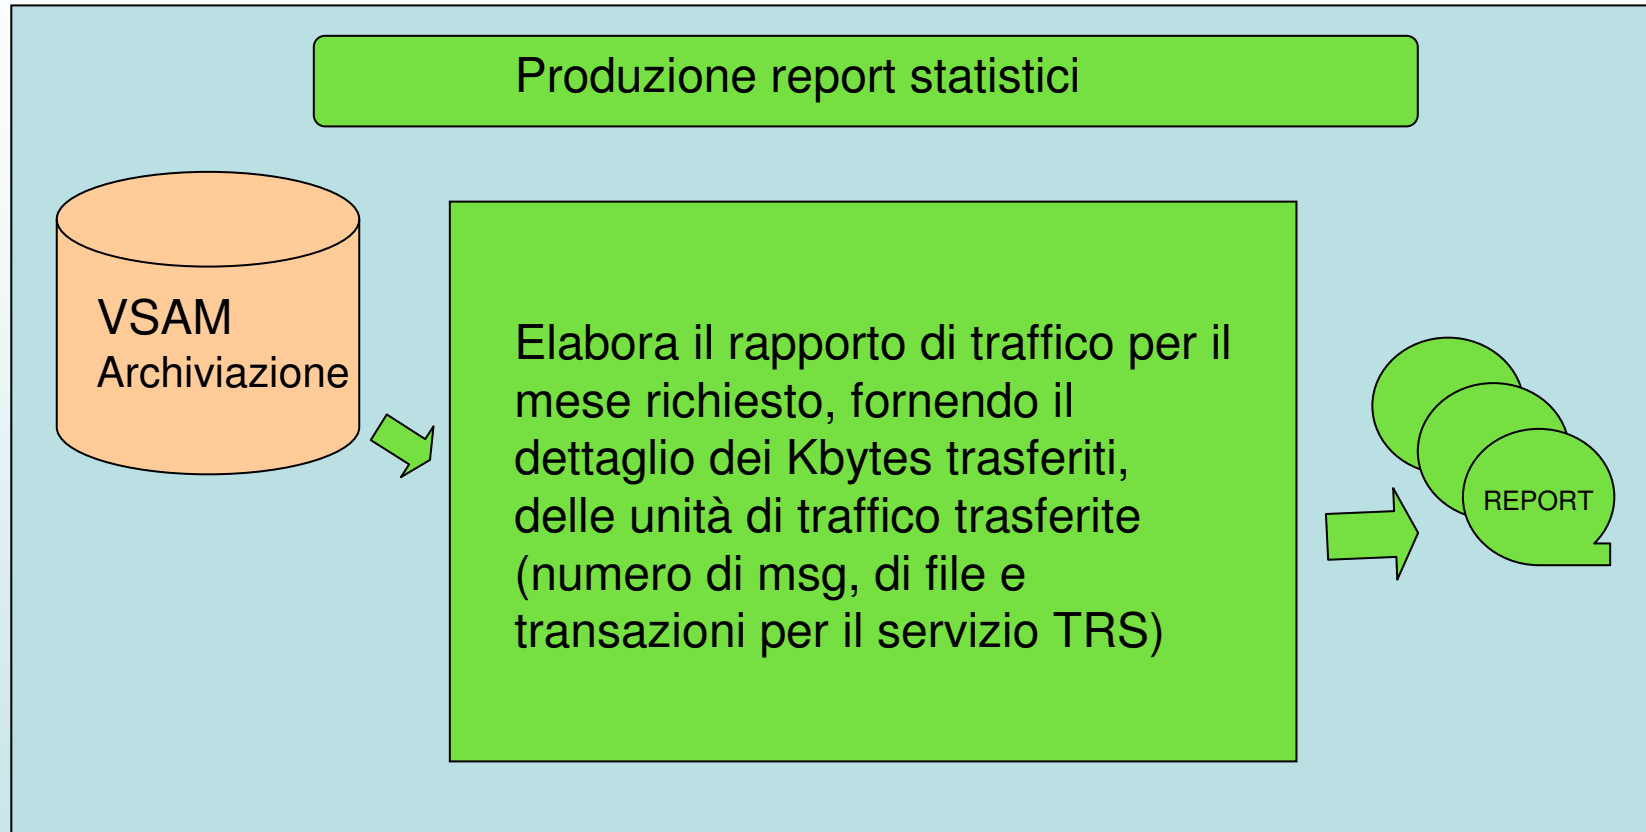 Produzione report statistici
VSAM
Archiviazione
Elabora il rapporto di traffico per il
mese richiesto, fornendo il
dettaglio dei Kbytes trasferiti,
delle unità di traffico trasferite
(numero di msg, di file e
transazioni per il servizio TRS)
REPORT